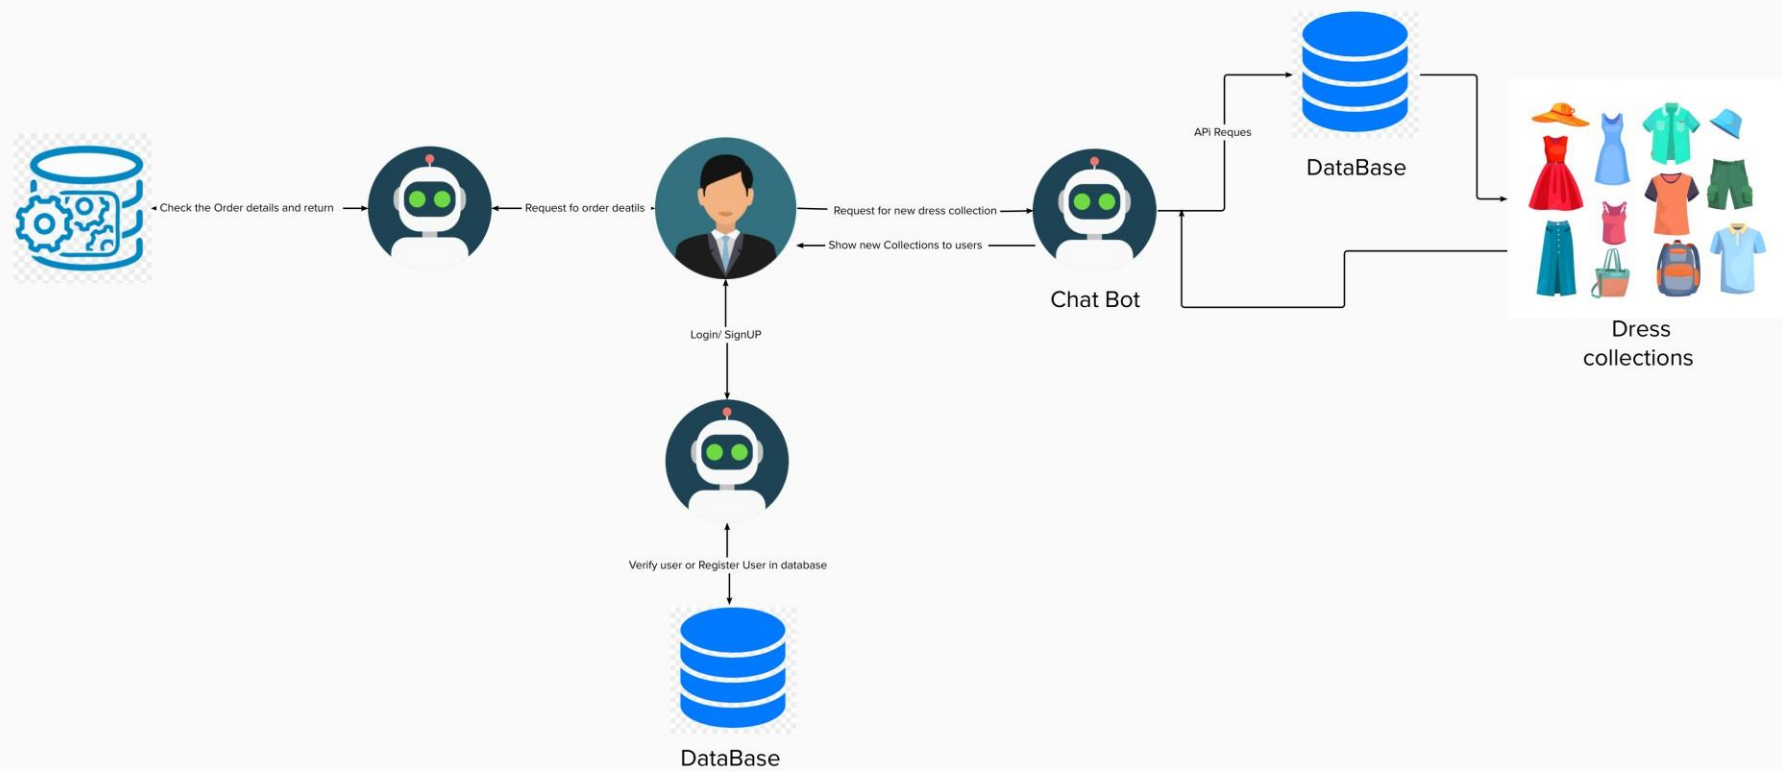 APi Reques
DataBase
Check the Order details and return
Request fo order deatils
Request for new dress collection
Show new Collections to users
Chat Bot
Dress
collections
Login/ SignUP
Verify user or Register User in database
DataBase